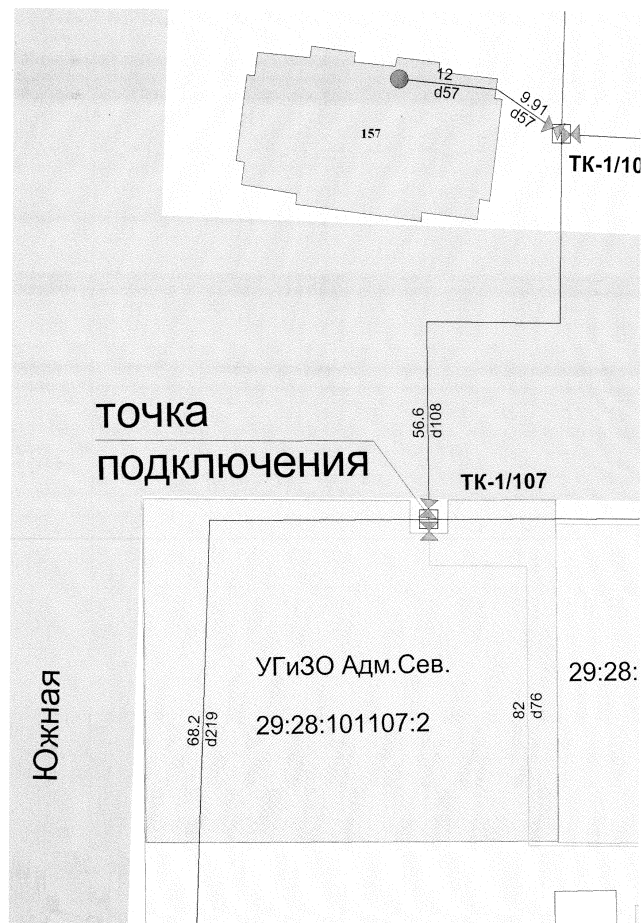 12
d57
9.91
d57
157
ТК-1/10
точка
подключения
56.6
d108
ТК-1/107
УГиЗО Адм.Сев.
29:28:101107:2
29:28:
68.2
d219
82
d76
Южная